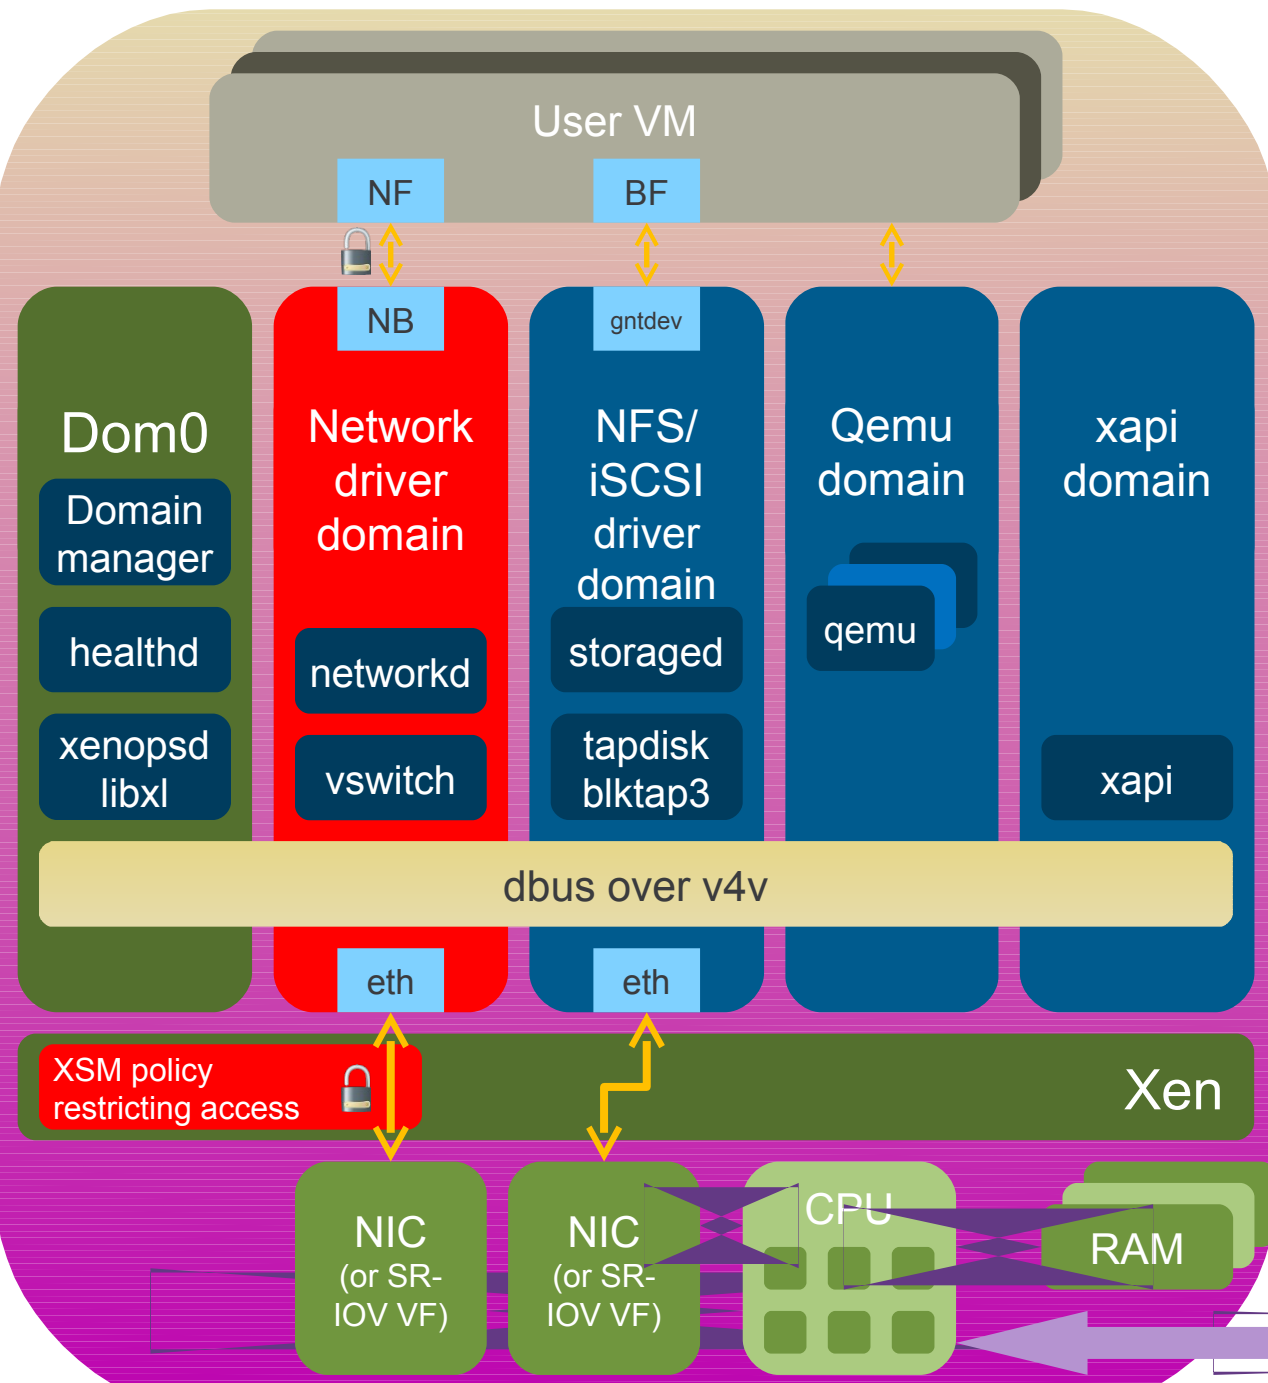 User VM
NF
BF
NB
gntdev
Dom0
Domain
manager
healthd
xenopsd
libxl
Network
driver
domain
networkd
vswitch
NFS/
iSCSI
driver
domain
storaged
tapdisk
blktap3
Qemu
domain
qemu
xapi
domain
xapi
dbus over v4v
eth
eth
XSM policy
restricting access
Xen
NIC
(or SR-
IOV VF)
NIC
(or SR-
IOV VF)
CPU
RAM